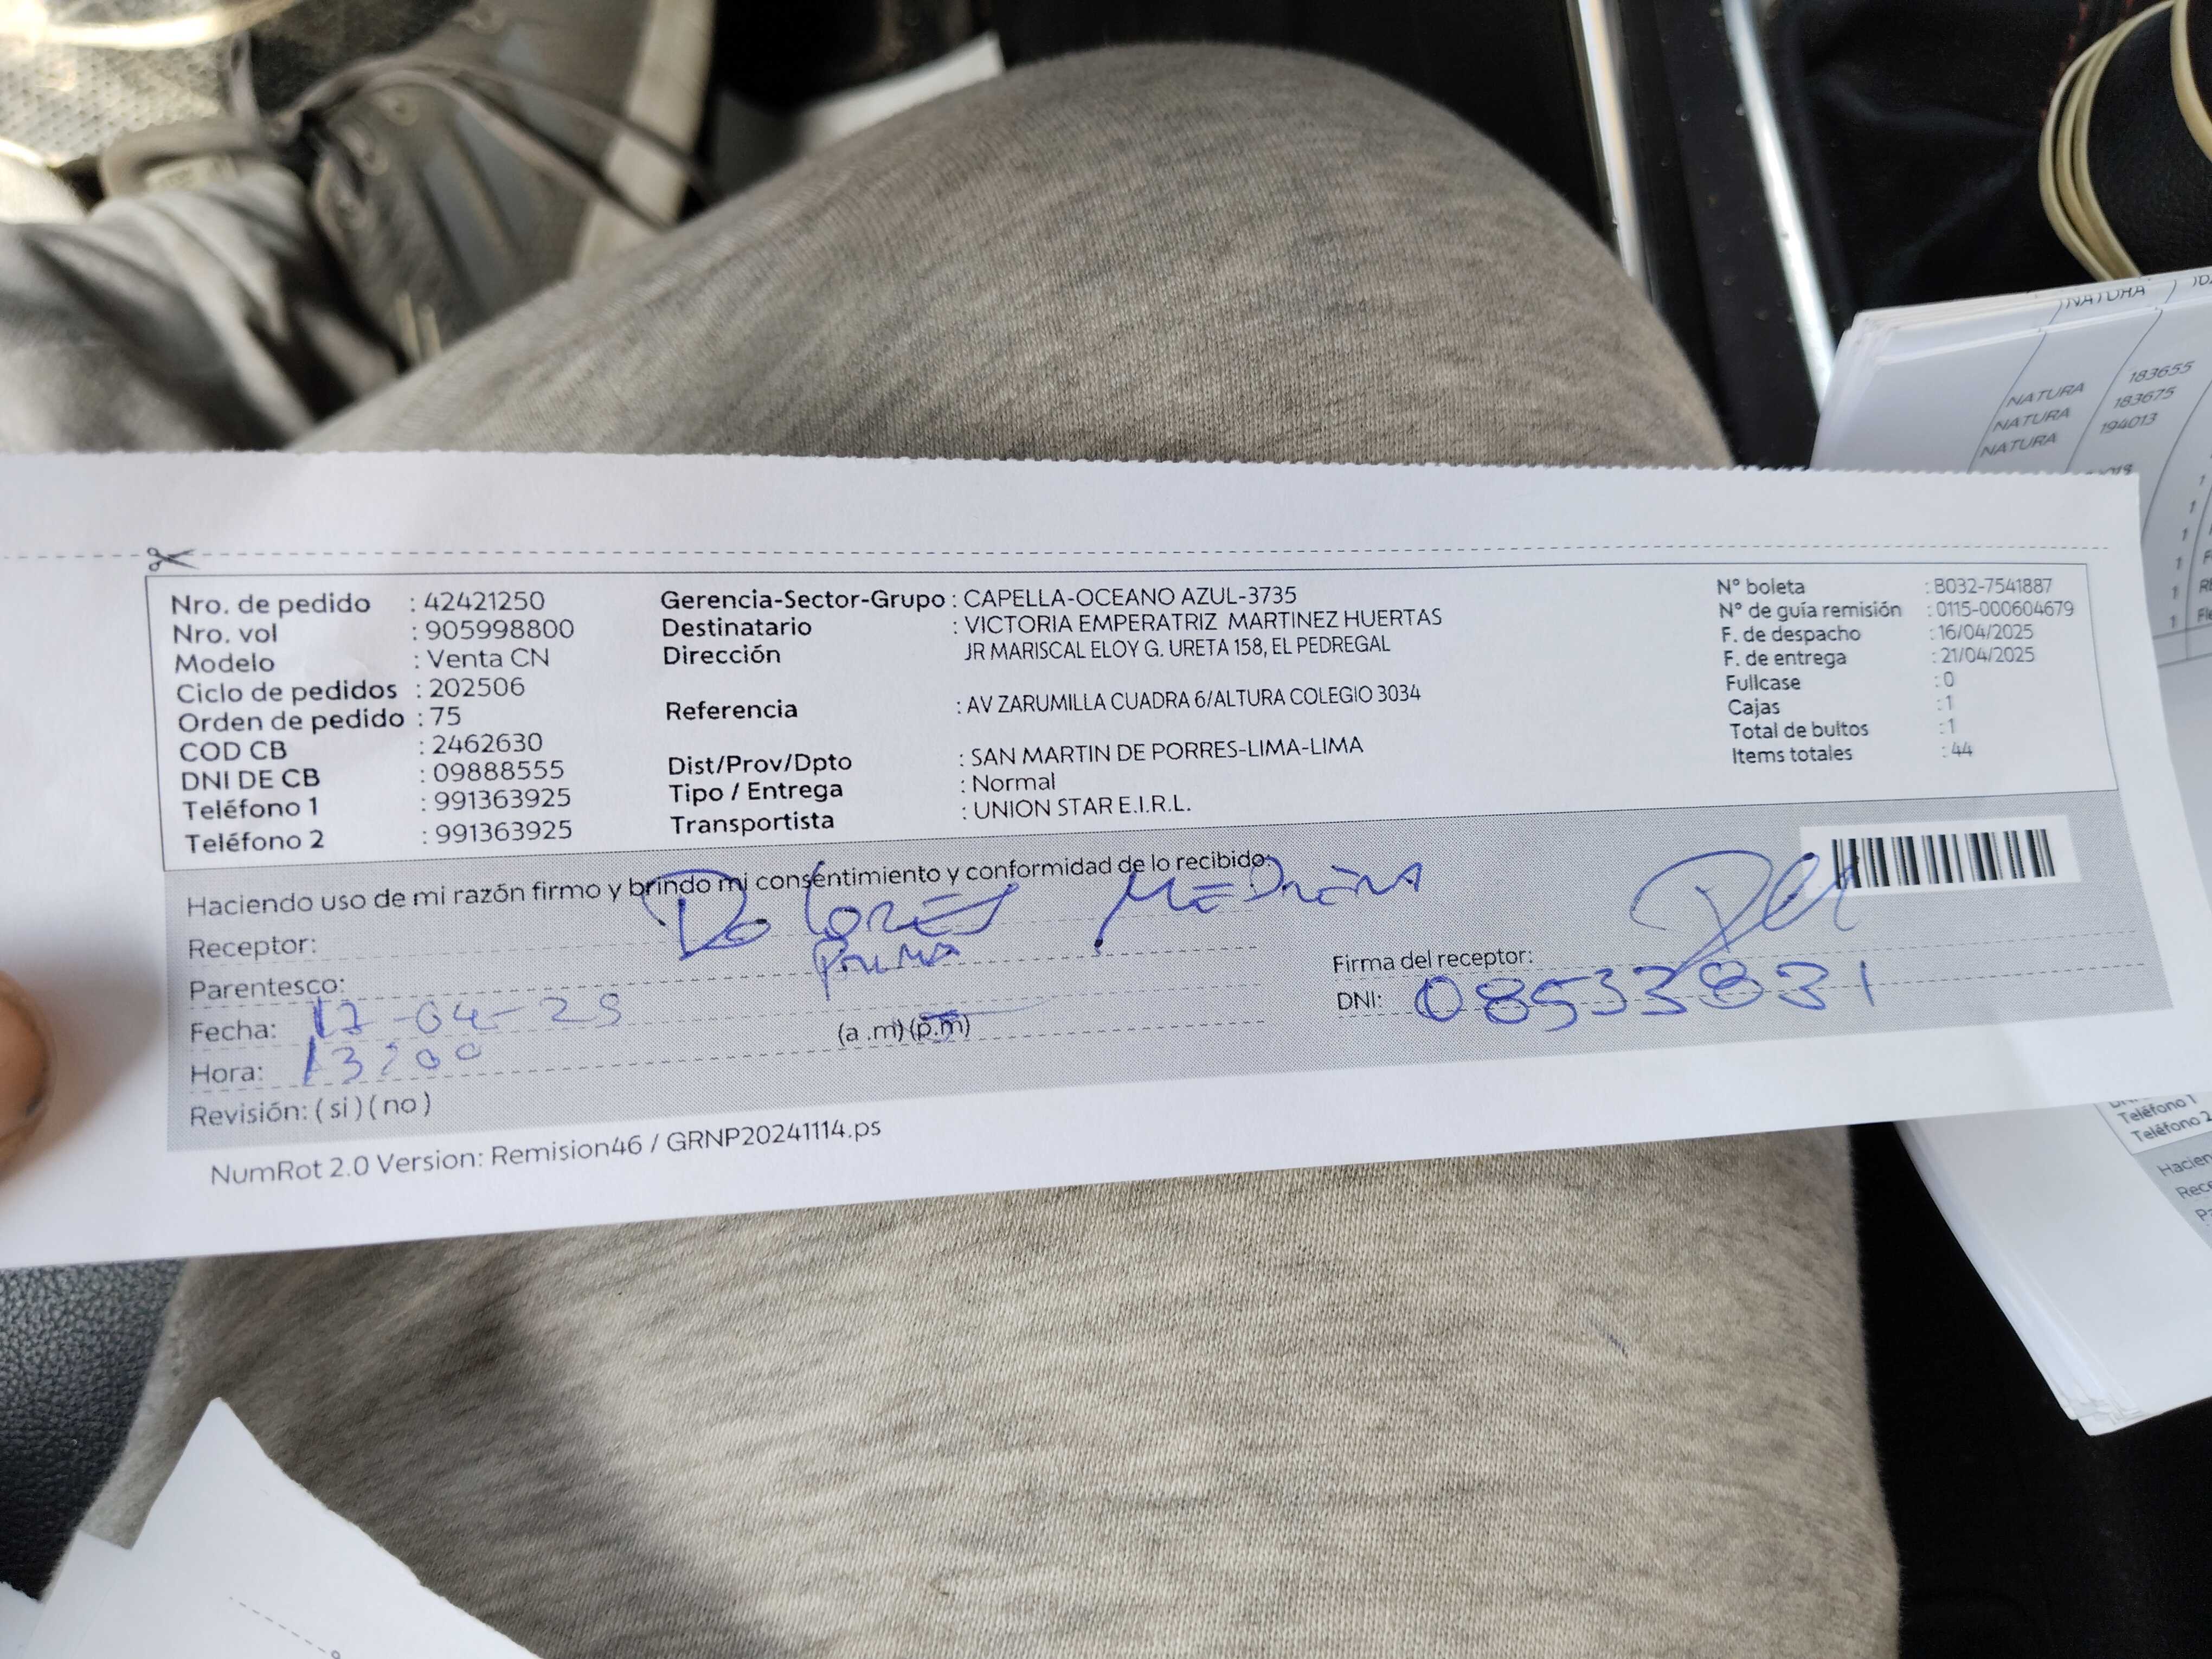 Nro. de pedido : 42421250
Nro. vol : 905998800
Modelo : Venta CN
Ciclo de pedidos : 202506
Orden de pedido : 75
COD CB : 2462630
DNI DE CB : 09888555
Teléfono 1 : 991363925
Teléfono 2 : 991363925
Gerencia-Sector-Grupo : CAPELLA-OCEANO AZUL-3735
Destinatario : VICTORIA EMPERATRIZ MARTINEZ HUERTAS
Dirección JR MARISCAL ELOY G. URETA 158, EL PEDREGAL
Referencia : AV ZARUMILLA CUADRA 6/ALTURA COLEGIO 3034
Dist/Prov/Dpto : SAN MARTIN DE PORRES-LIMA-LIMA
Tipo / Entrega : Normal
Transportista : UNION STAR E.I.R.L.
N° boleta : B032-7541887
N° de guía remisión : 0115-000604679
F. de despacho : 16/04/2025
F. de entrega : 21/04/2025
Fullcase : 0
Cajas : 1
Total de bultos : 1
Items totales : 44
Haciendo uso de mi razón firmo y brindo mi consentimiento y conformidad de lo recibido:
Receptor: DOLORES MEDINA
Parentesco: PRIMA
Fecha: 17-04-25
Hora: 13:00 (a .m) (p.m)
Revisión: ( si ) ( no )
Firma del receptor:
DNI: 08533831
NumRot 2.0 Version: Remision46 / GRNP20241114.ps
NATURA
NATURA 183655
NATURA 183675
NATURA 194013
Teléfono 1
Teléfono 2